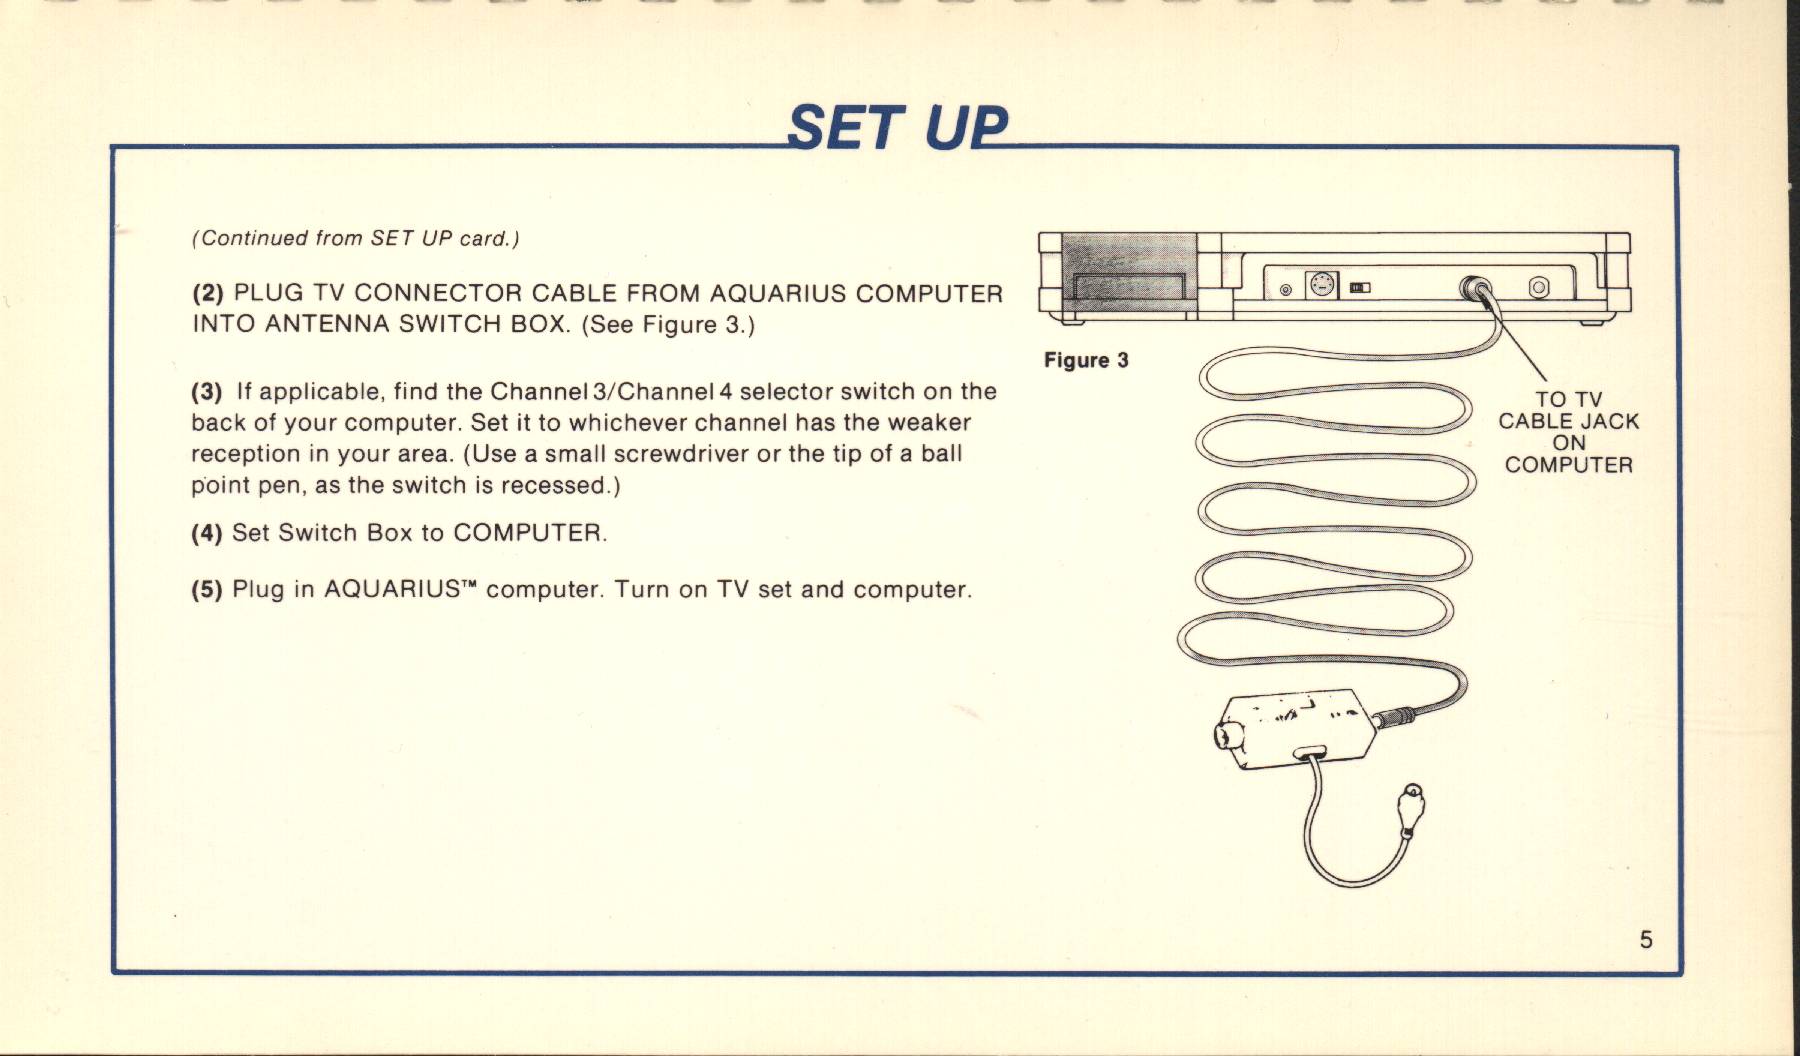 SET UP
(Continued from SET UP card.)
(2) PLUG TV CONNECTOR CABLE FROM AQUARIUS COMPUTER
INTO ANTENNA SWITCH BOX. (See Figure 3.)
(3) If applicable, find the Channel 3/Channel 4 selector switch on the
back of your computer. Set it to whichever channel has the weaker
reception in your area. (Use a small screwdriver or the tip of a ball
point pen, as the switch is recessed.)
(4) Set Switch Box to COMPUTER.
(5) Plug in AQUARIUS™ computer. Turn on TV set and computer.
Figure 3
TO TV
CABLE JACK
ON
COMPUTER
5